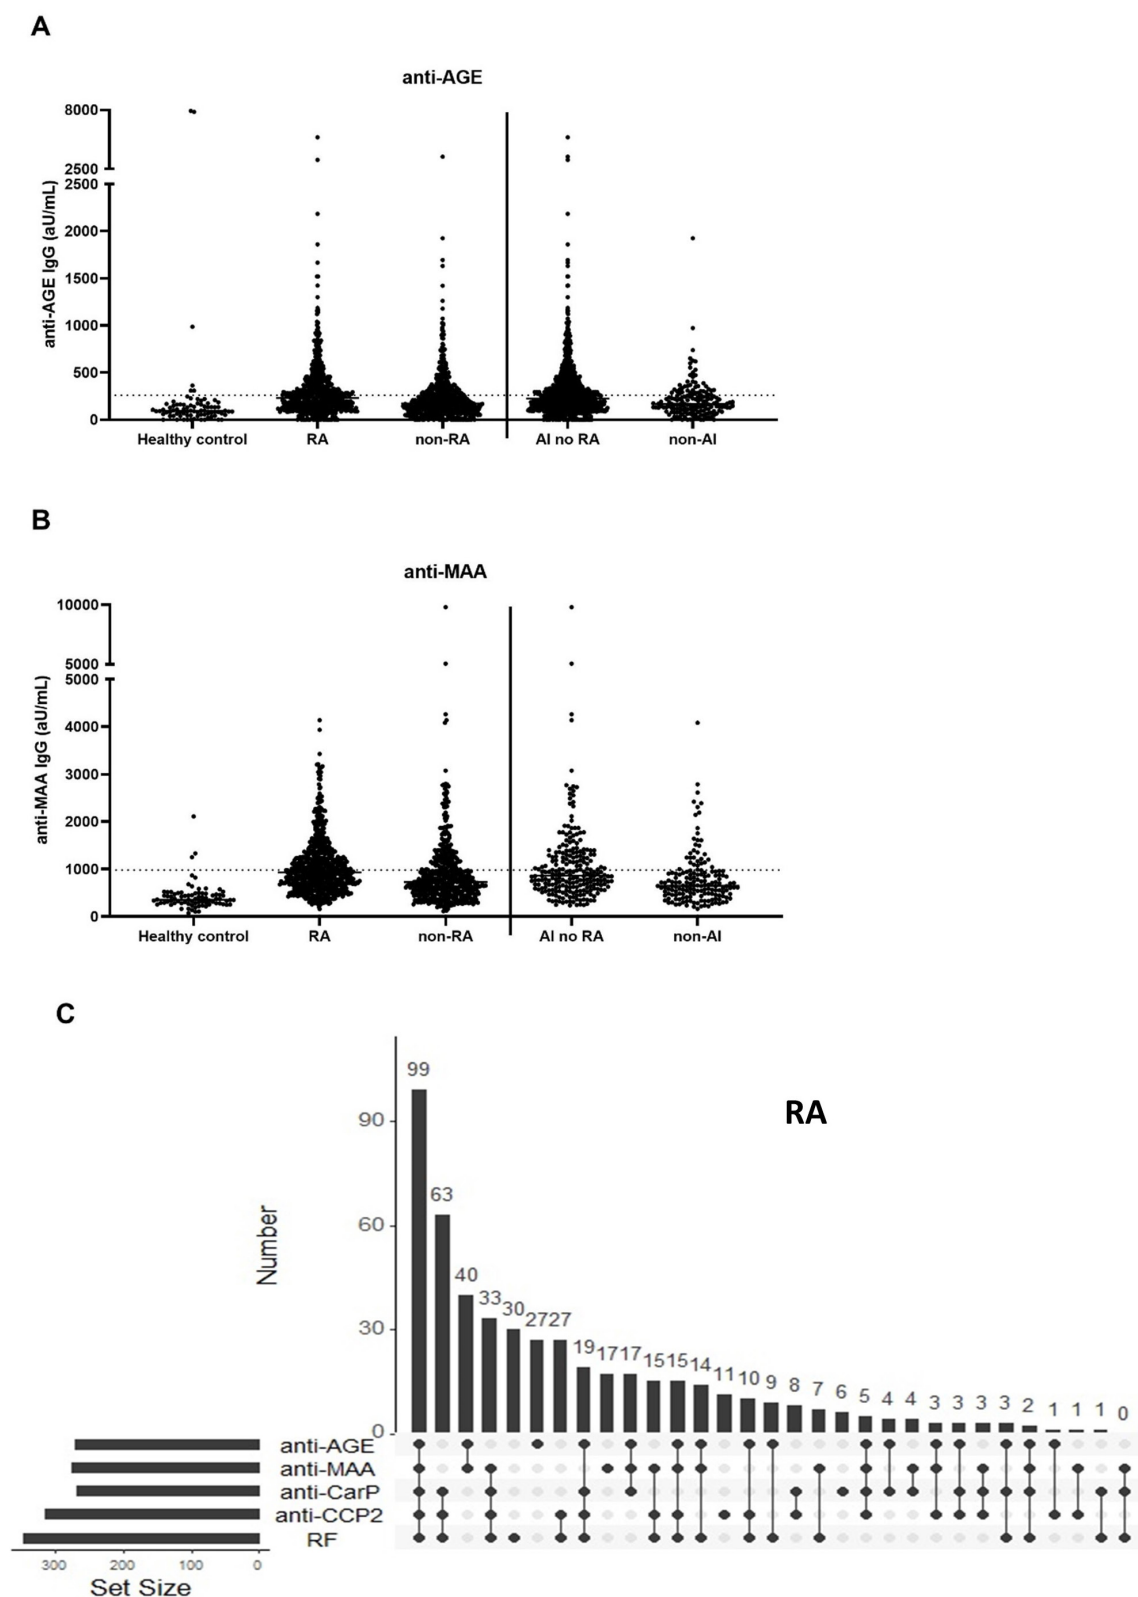 A
anti-AGE
anti-AGE IgG (aU/mL)
8000
2500
2500
2000
1500
1000
500
0
Healthy control RA non-RA AI no RA non-AI
B
anti-MAA
anti-MAA IgG (aU/mL)
10000
5000
5000
4000
3000
2000
1000
0
Healthy control RA non-RA AI no RA non-AI
C
RA
Number
90
60
30
0
99 63 40 33 30 27 27 19 17 17 15 15 14 11 10 9 8 7 6 5 4 4 3 3 3 3 2 1 1 1 0
anti-AGE
anti-MAA
anti-CarP
anti-CCP2
RF
300 200 100 0
Set Size